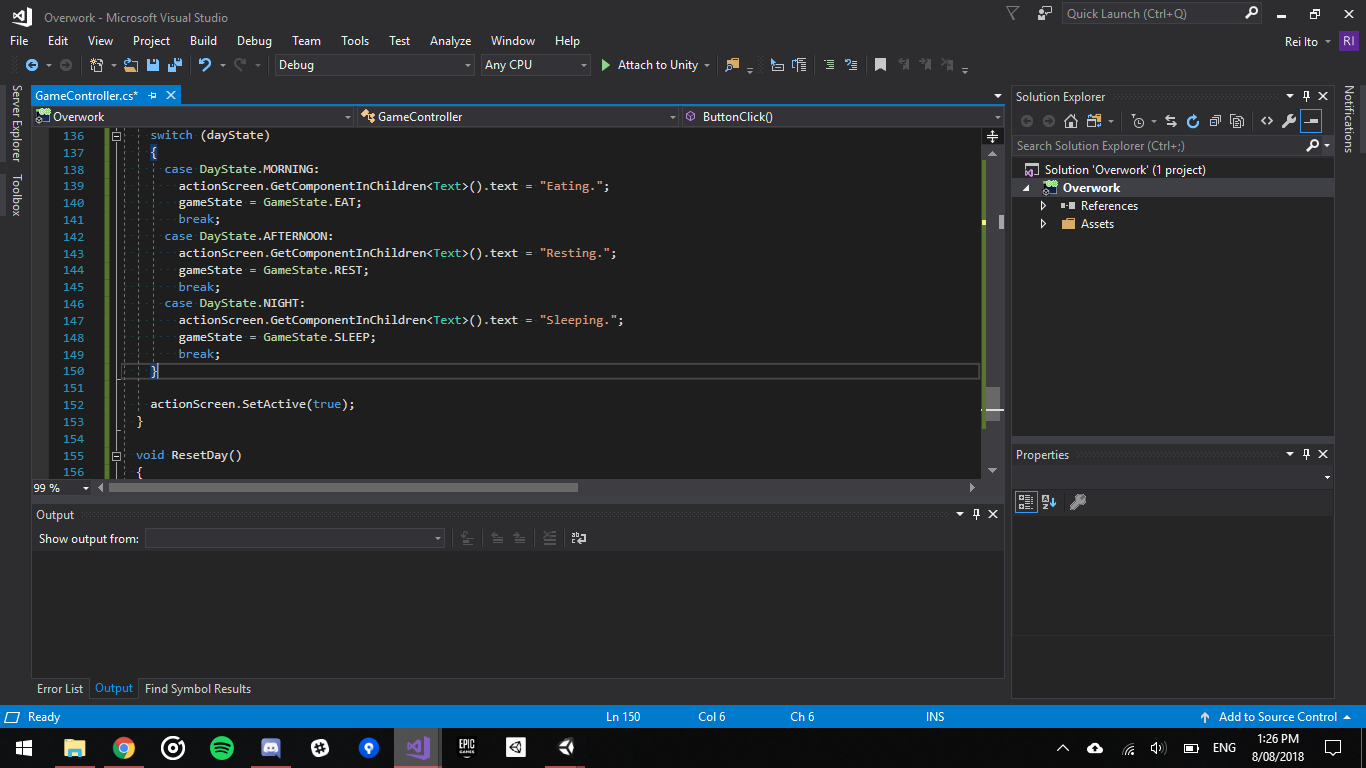 Overwork - Microsoft Visual Studio
Quick Launch (Ctrl+Q)
File Edit View Project Build Debug Team Tools Test Analyze Window Help
Rei Ito RI
Debug Any CPU Attach to Unity
Server Explorer
Toolbox
GameController.cs*
Overwork GameController ButtonClick()
136 switch (dayState)
137 {
138 case DayState.MORNING:
139 actionScreen.GetComponentInChildren<Text>().text = "Eating.";
140 gameState = GameState.EAT;
141 break;
142 case DayState.AFTERNOON:
143 actionScreen.GetComponentInChildren<Text>().text = "Resting.";
144 gameState = GameState.REST;
145 break;
146 case DayState.NIGHT:
147 actionScreen.GetComponentInChildren<Text>().text = "Sleeping.";
148 gameState = GameState.SLEEP;
149 break;
150 }
151
152 actionScreen.SetActive(true);
153 }
154
155 void ResetDay()
156 {
99 %
Output
Show output from:
Error List Output Find Symbol Results
Solution Explorer
Search Solution Explorer (Ctrl+;)
Solution 'Overwork' (1 project)
Overwork
References
Assets
Properties
Notifications
Ready Ln 150 Col 6 Ch 6 INS Add to Source Control
EPIC GAMES
ENG
1:26 PM
8/08/2018